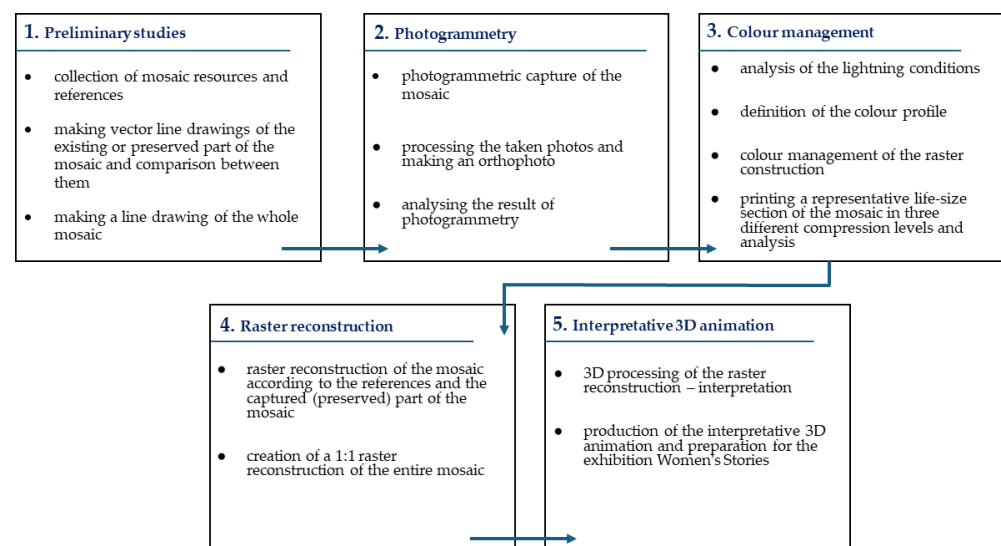 1. Preliminary studies
● collection of mosaic resources and
references
● making vector line drawings of the
existing or preserved part of the
mosaic and comparison between
them
● making a line drawing of the whole
mosaic
2. Photogrammetry
● photogrammetric capture of the
mosaic
● processing the taken photos and
making an orthophoto
● analysing the result of
photogrammetry
3. Colour management
● analysis of the lightning conditions
● definition of the colour profile
● colour management of the raster
construction
● printing a representative life-size
section of the mosaic in three
different compression levels and
analysis
4. Raster reconstruction
● raster reconstruction of the mosaic
according to the references and the
captured (preserved) part of the
mosaic
● creation of a 1:1 raster
reconstruction of the entire mosaic
5. Interpretative 3D animation
● 3D processing of the raster
reconstruction – interpretation
● production of the interpretative 3D
animation and preparation for the
exhibition Women's Stories